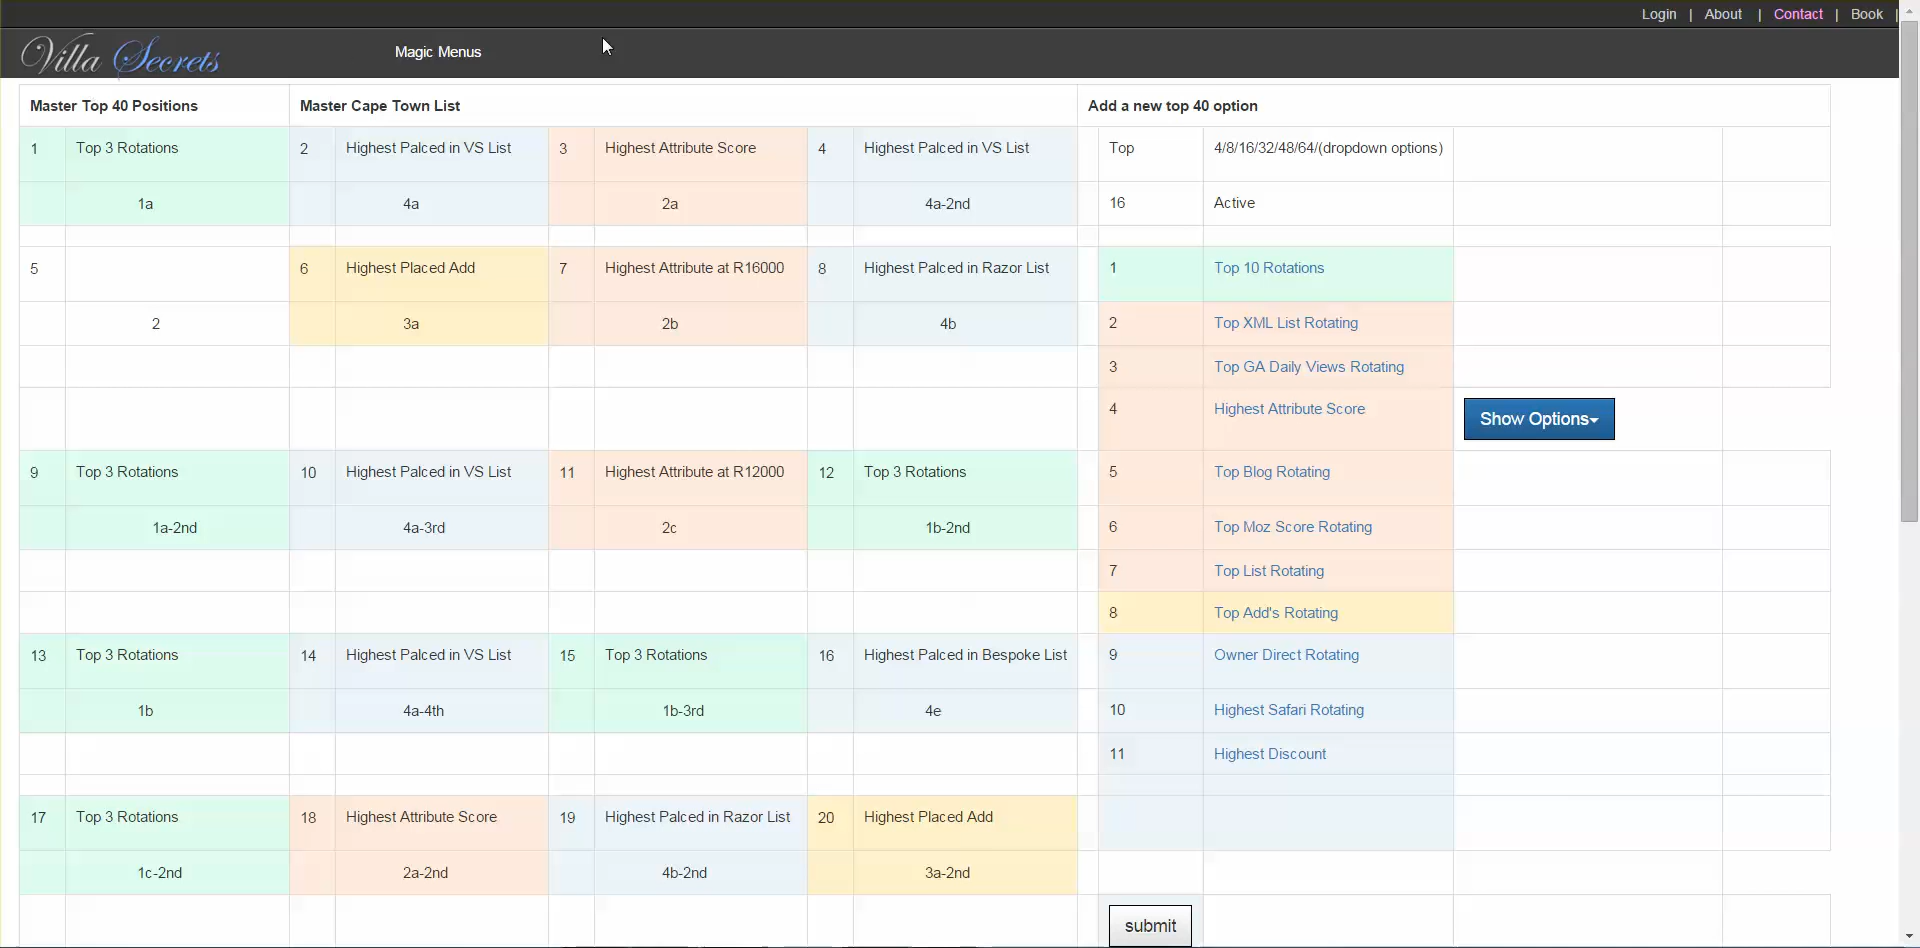 Login | About | Contact | Book |
Villa Secrets
Magic Menus
Master Top 40 Positions Master Cape Town List Add a new top 40 option
1 Top 3 Rotations 2 Highest Palced in VS List 3 Highest Attribute Score 4 Highest Palced in VS List Top 4/8/16/32/48/64/(dropdown options)
1a 4a 2a 4a-2nd 16 Active
5 6 Highest Placed Add 7 Highest Attribute at R16000 8 Highest Palced in Razor List 1 Top 10 Rotations
2 3a 2b 4b 2 Top XML List Rotating
3 Top GA Daily Views Rotating
4 Highest Attribute Score Show Options
9 Top 3 Rotations 10 Highest Palced in VS List 11 Highest Attribute at R12000 12 Top 3 Rotations 5 Top Blog Rotating
1a-2nd 4a-3rd 2c 1b-2nd 6 Top Moz Score Rotating
7 Top List Rotating
8 Top Add's Rotating
13 Top 3 Rotations 14 Highest Palced in VS List 15 Top 3 Rotations 16 Highest Palced in Bespoke List 9 Owner Direct Rotating
1b 4a-4th 1b-3rd 4e 10 Highest Safari Rotating
11 Highest Discount
17 Top 3 Rotations 18 Highest Attribute Score 19 Highest Palced in Razor List 20 Highest Placed Add
1c-2nd 2a-2nd 4b-2nd 3a-2nd
submit